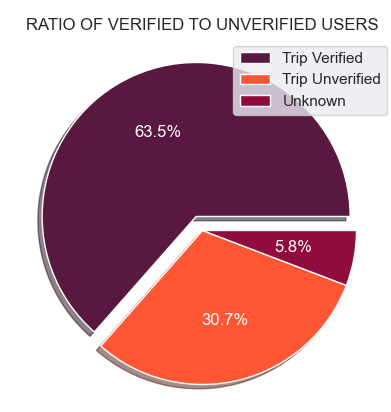 RATIO OF VERIFIED TO UNVERIFIED USERS
Trip Verified
Trip Unverified
Unknown
63.5%
5.8%
30.7%